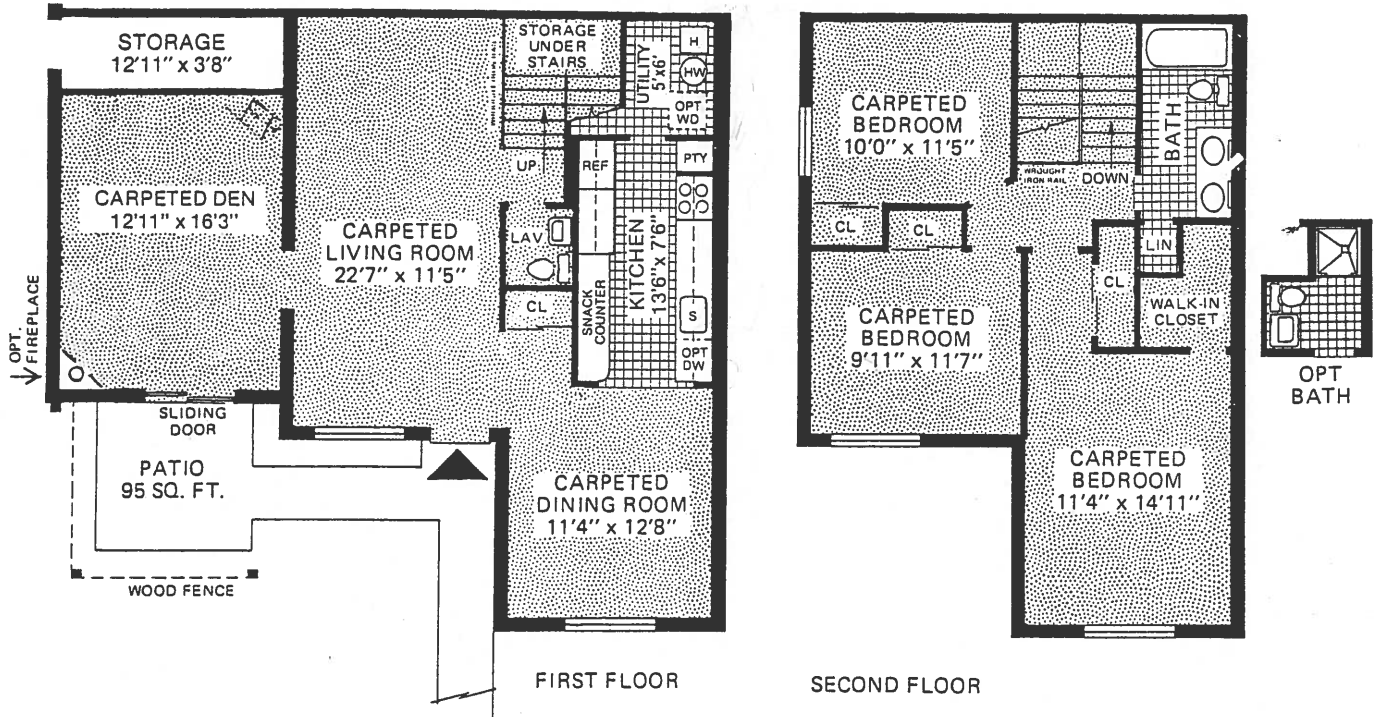 STORAGE
12'11" x 3'8"
CARPETED DEN
12'11" x 16'3"
OPT.
FIREPLACE
SLIDING
DOOR
PATIO
95 SQ. FT.
WOOD FENCE
CARPETED
LIVING ROOM
22'7" x 11'5"
STORAGE
UNDER
STAIRS
UP
LAV
CL
UTILITY
5'x6'
H
HW
OPT
WD
REF
PTY
KITCHEN
13'6" x 7'6"
SNACK
COUNTER
S
OPT
DW
CARPETED
DINING ROOM
11'4" x 12'8"
FIRST FLOOR
CARPETED
BEDROOM
10'0" x 11'5"
WROUGHT
IRON RAIL
DOWN
BATH
CL
CL
LIN
CL
WALK-IN
CLOSET
CARPETED
BEDROOM
9'11" x 11'7"
CARPETED
BEDROOM
11'4" x 14'11"
OPT
BATH
SECOND FLOOR